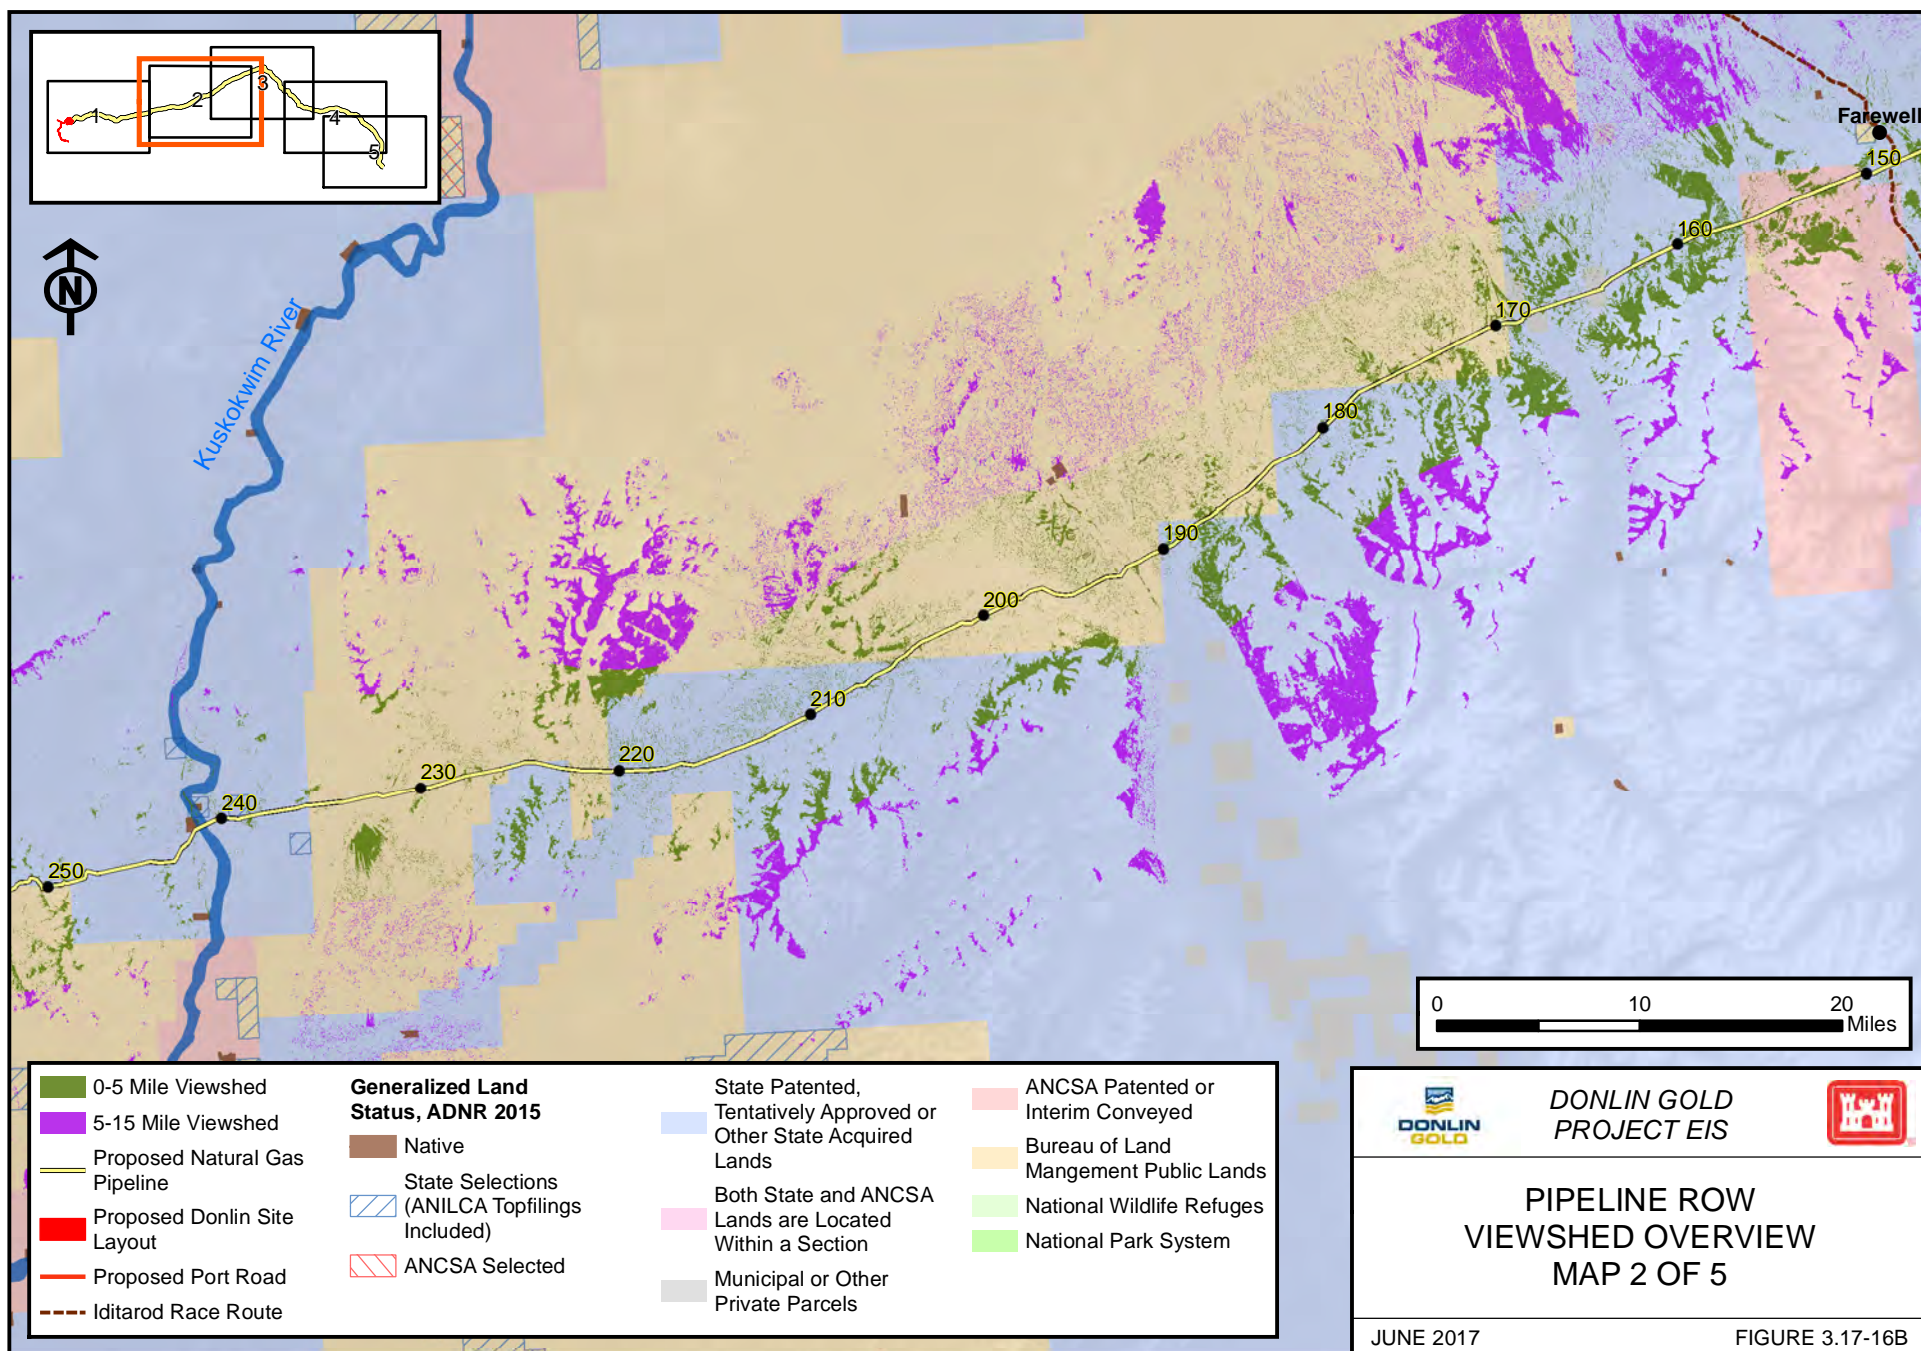 1
2
3
4
5
N
Kuskokwim River
Farewell
150
160
170
180
190
200
210
220
230
240
250
0 10 20
Miles
0-5 Mile Viewshed
5-15 Mile Viewshed
Proposed Natural Gas
Pipeline
Proposed Donlin Site
Layout
Proposed Port Road
Iditarod Race Route
Generalized Land
Status, ADNR 2015
Native
State Selections
(ANILCA Topfilings
Included)
ANCSA Selected
State Patented,
Tentatively Approved or
Other State Acquired
Lands
Both State and ANCSA
Lands are Located
Within a Section
Municipal or Other
Private Parcels
ANCSA Patented or
Interim Conveyed
Bureau of Land
Mangement Public Lands
National Wildlife Refuges
National Park System
DONLIN
GOLD
DONLIN GOLD
PROJECT EIS
PIPELINE ROW
VIEWSHED OVERVIEW
MAP 2 OF 5
JUNE 2017
FIGURE 3.17-16B